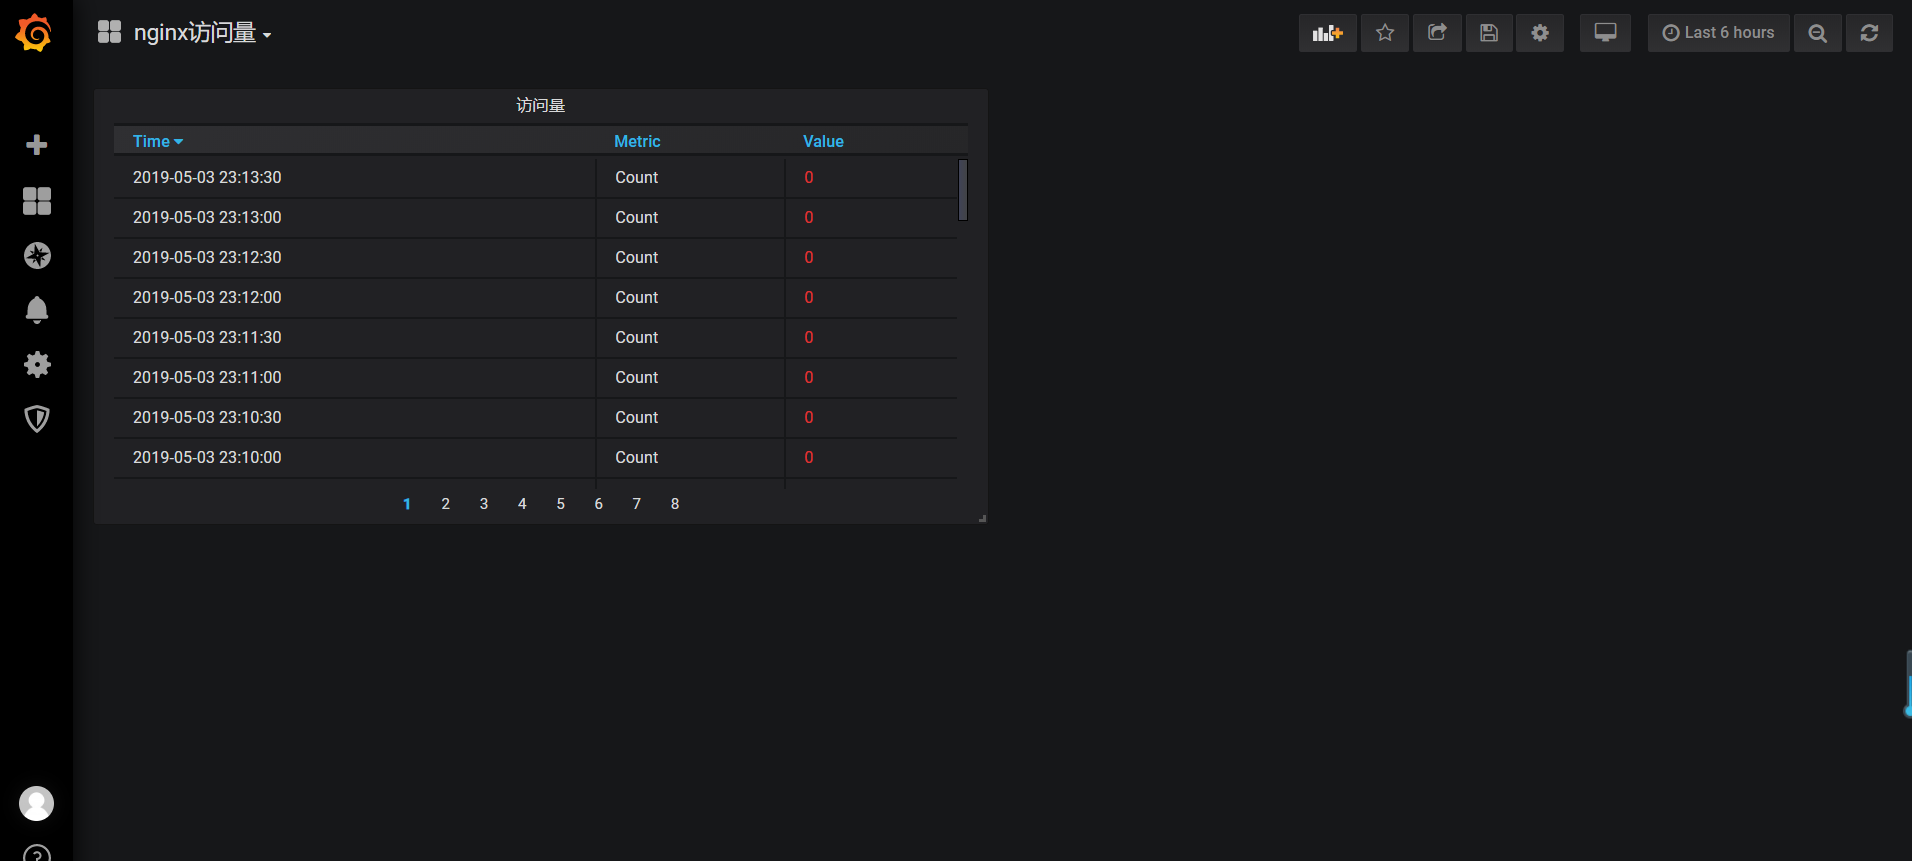 nginx访问量
Last 6 hours
访问量
Time Metric Value
2019-05-03 23:13:30 Count 0
2019-05-03 23:13:00 Count 0
2019-05-03 23:12:30 Count 0
2019-05-03 23:12:00 Count 0
2019-05-03 23:11:30 Count 0
2019-05-03 23:11:00 Count 0
2019-05-03 23:10:30 Count 0
2019-05-03 23:10:00 Count 0
1 2 3 4 5 6 7 8